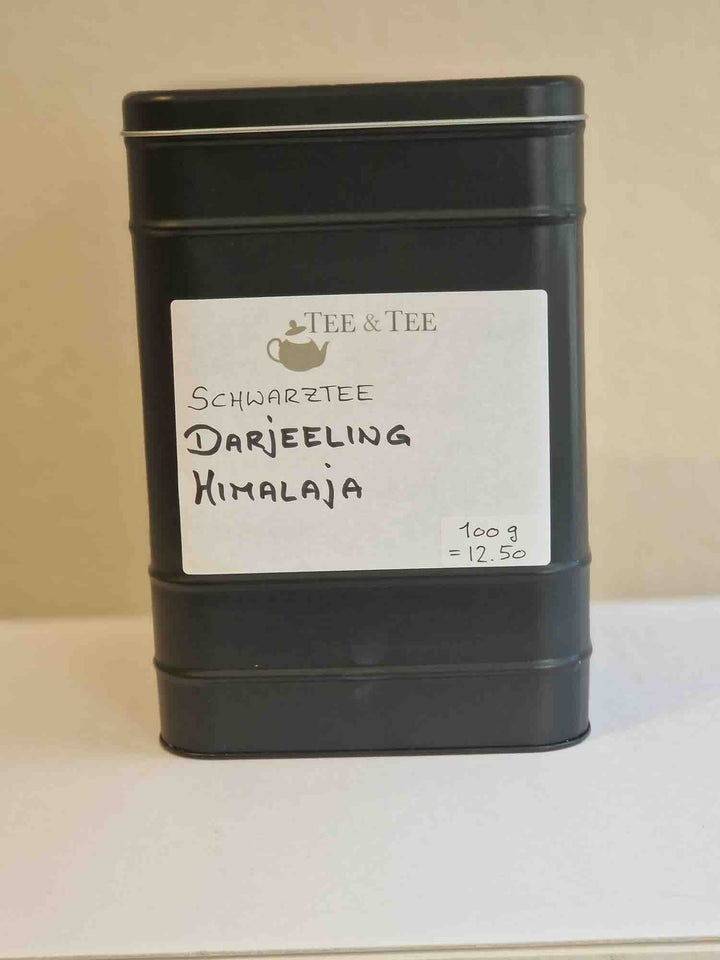 TEE & TEE
SCHWARZTEE
DARjEELING
HIMALAjA
100 g
= 12.50